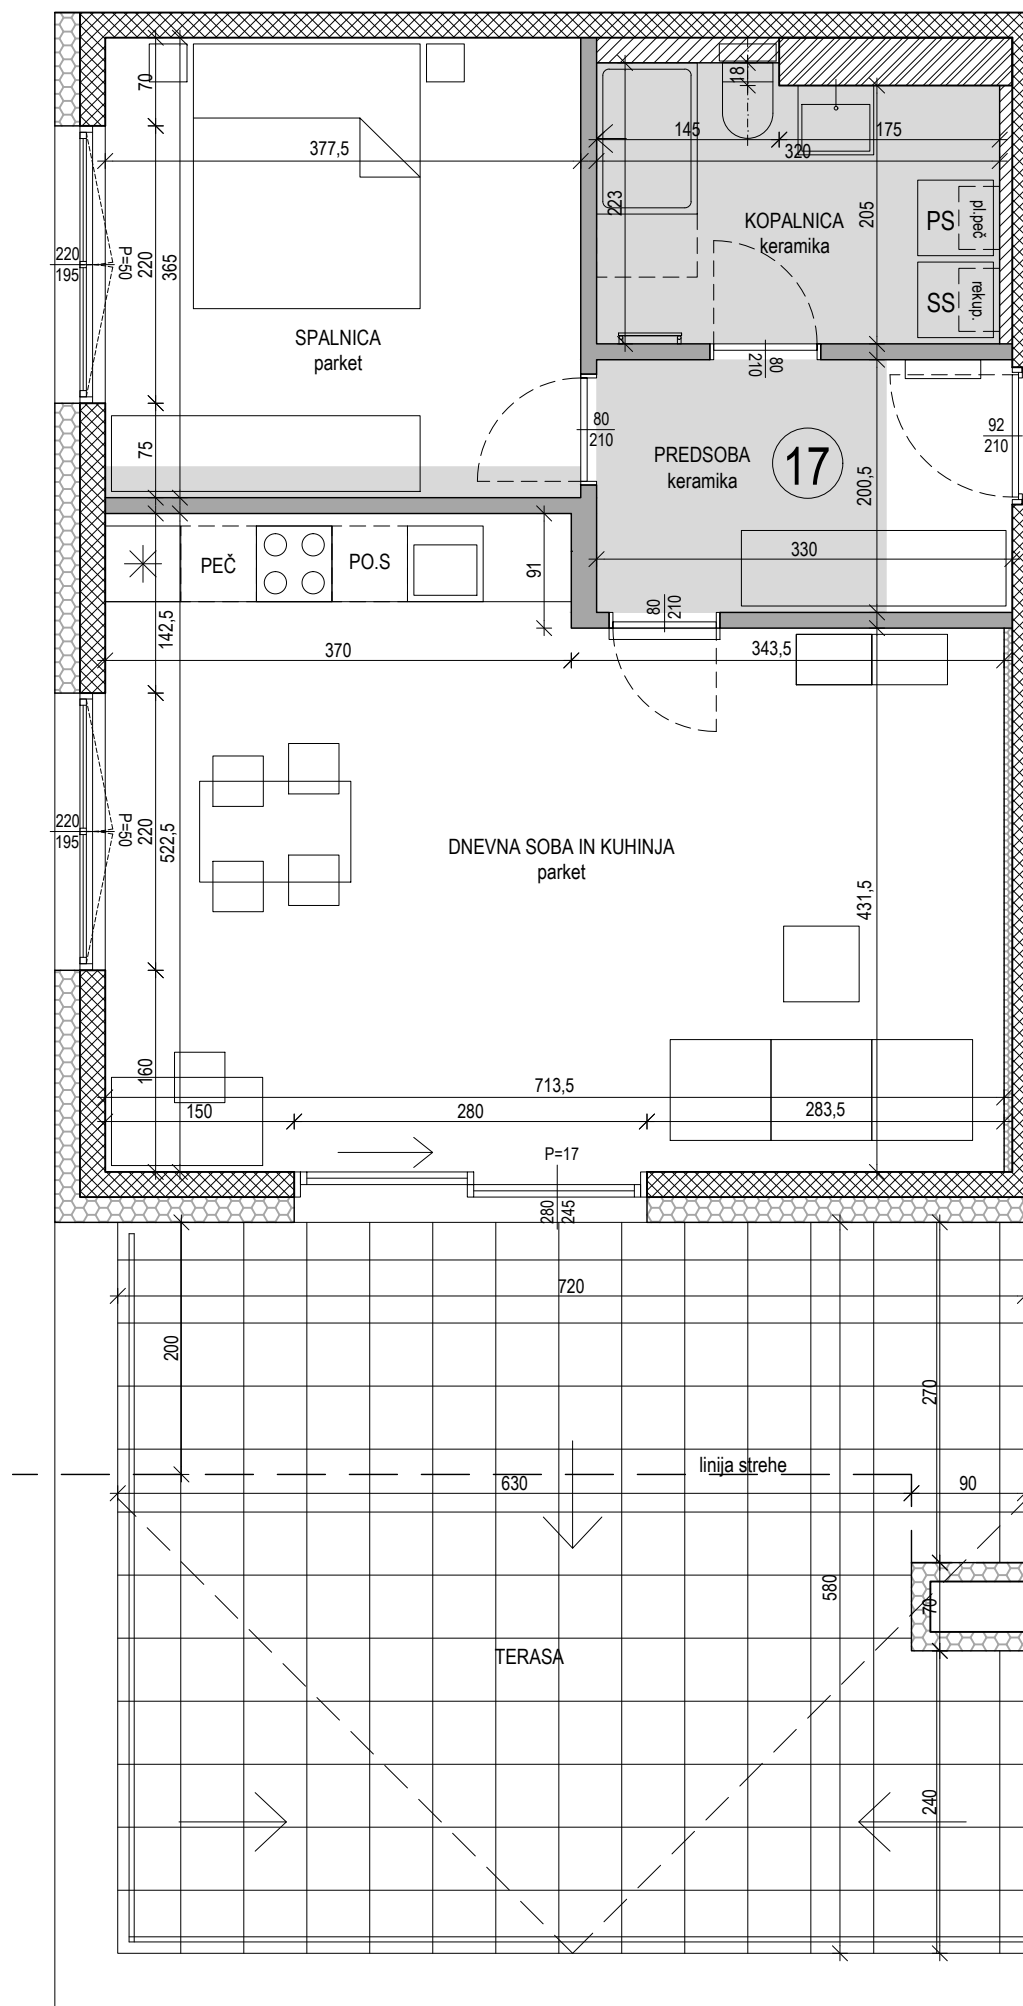 70
377,5
220
195
P=50
220
365
SPALNICA
parket
75
18
145
175
320
223
205
KOPALNICA
keramika
PS
pl.peč
SS
rekup.
80
210
80
210
92
210
PREDSOBA
keramika
17
200,5
330
PEČ
PO.S
91
80
210
142,5
370
343,5
220
195
P=50
220
522,5
DNEVNA SOBA IN KUHINJA
parket
431,5
160
713,5
150
280
283,5
P=17
280
245
720
200
270
linija strehe
630
90
580
70
TERASA
240